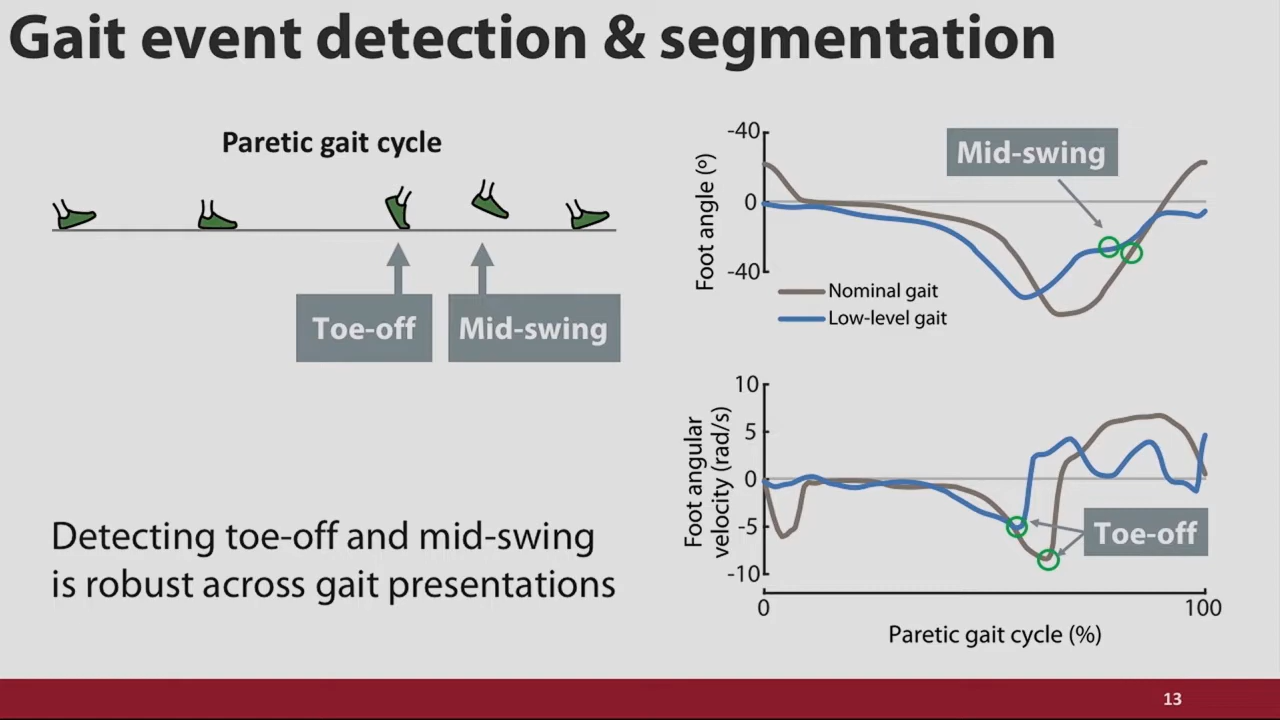 Gait event detection & segmentation
Paretic gait cycle
Toe-off
Mid-swing
Detecting toe-off and mid-swing
is robust across gait presentations
-40
0
-40
Foot angle (º)
Mid-swing
Nominal gait
Low-level gait
10
5
0
-5
-10
Foot angular
velocity (rad/s)
Toe-off
0
100
Paretic gait cycle (%)
13